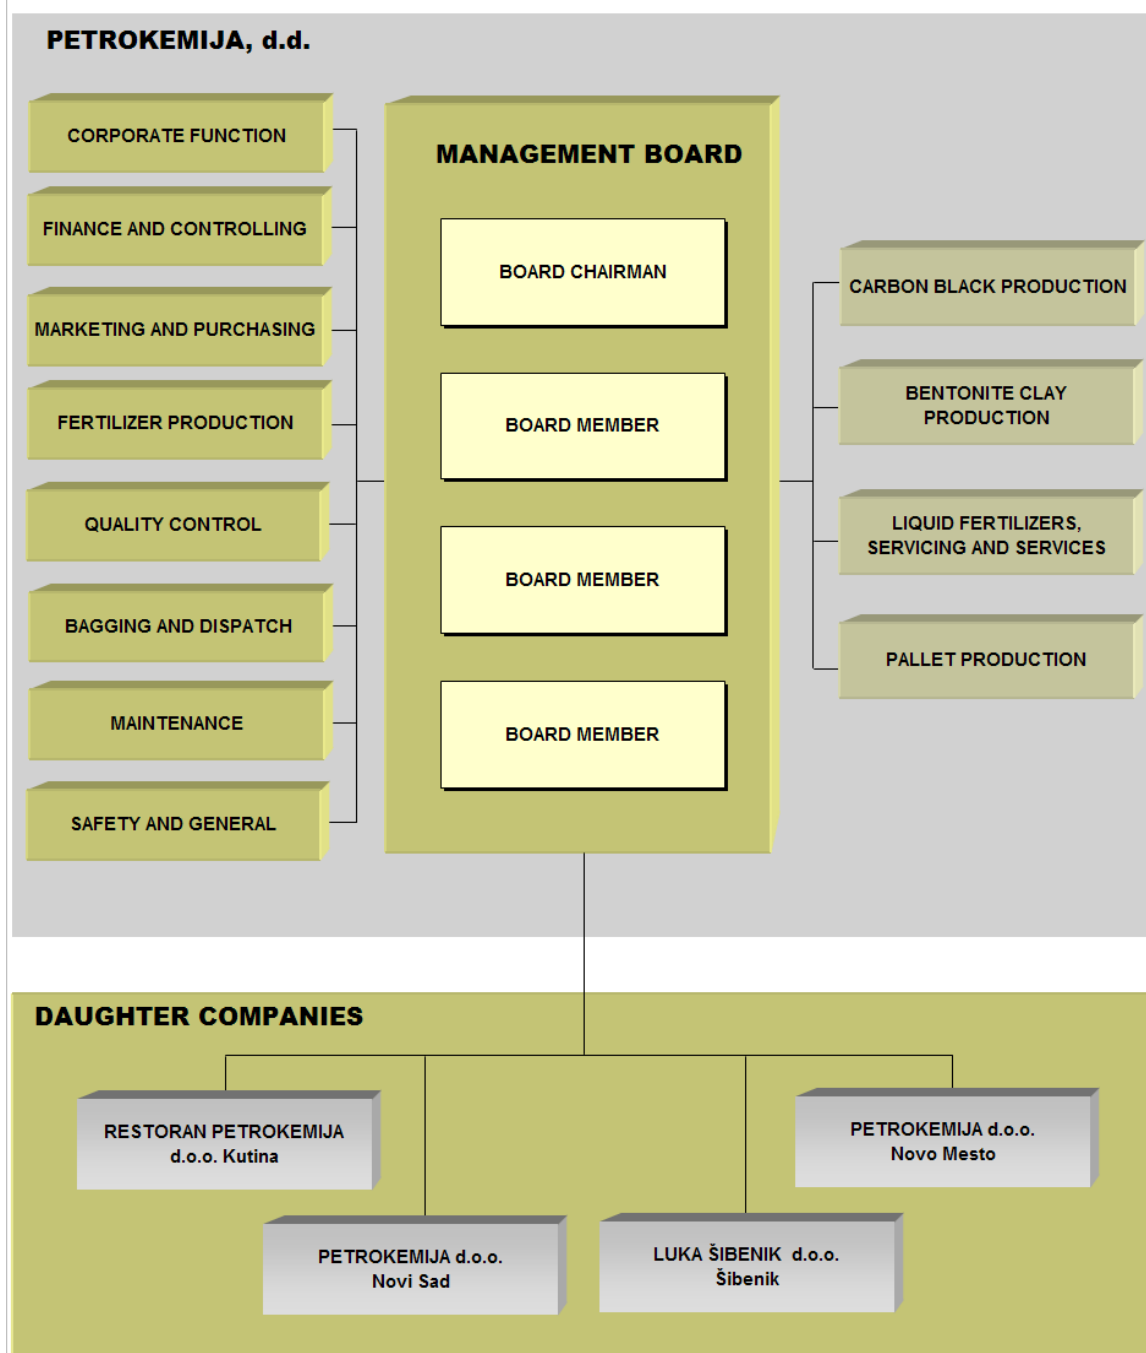 PETROKEMIJA, d.d.
CORPORATE FUNCTION
FINANCE AND CONTROLLING
MARKETING AND PURCHASING
FERTILIZER PRODUCTION
QUALITY CONTROL
BAGGING AND DISPATCH
MAINTENANCE
SAFETY AND GENERAL
MANAGEMENT BOARD
BOARD CHAIRMAN
BOARD MEMBER
BOARD MEMBER
BOARD MEMBER
CARBON BLACK PRODUCTION
BENTONITE CLAY
PRODUCTION
LIQUID FERTILIZERS,
SERVICING AND SERVICES
PALLET PRODUCTION
DAUGHTER COMPANIES
RESTORAN PETROKEMIJA
d.o.o. Kutina
PETROKEMIJA d.o.o.
Novi Sad
LUKA ŠIBENIK d.o.o.
Šibenik
PETROKEMIJA d.o.o.
Novo Mesto